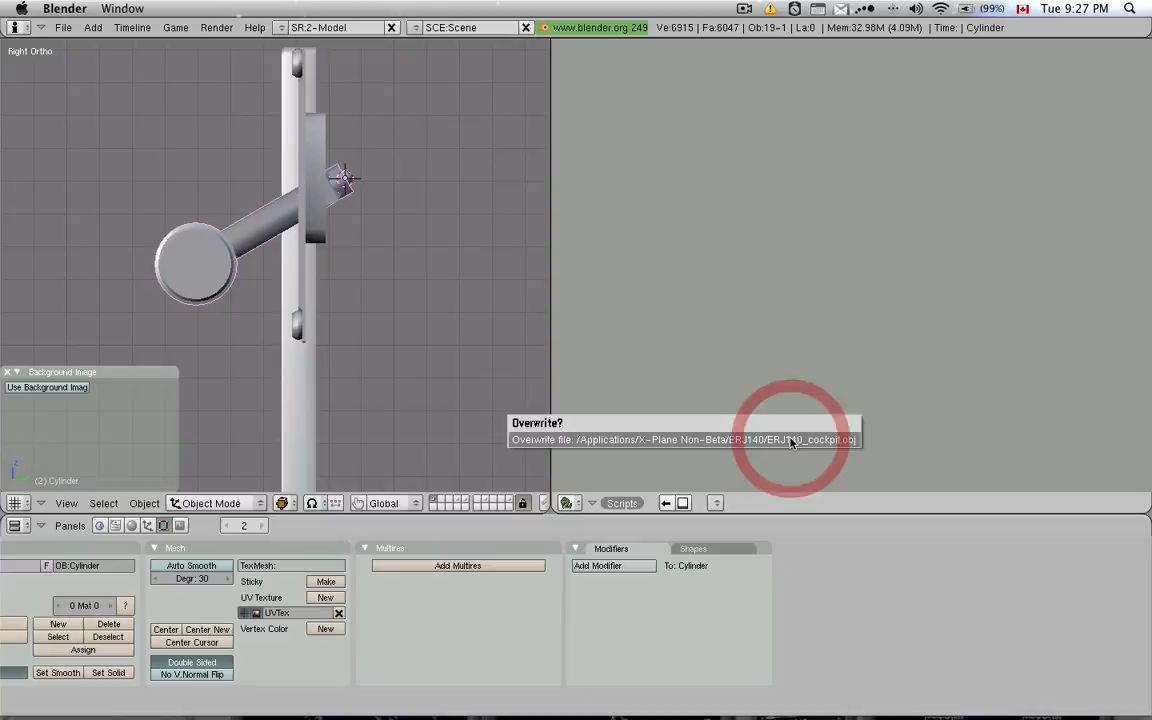 Blender Window (99%) Tue 9:27 PM
File Add Timeline Game Render Help SR:2-Model SCE:Scene www.blender.org 249 Ve:6915 | Fa:6047 | Ob:19-1 | La:0 | Mem:32.98M (4.09M) | Time: | Cylinder
Right Ortho
Background Image
Use Background Imag
Overwrite?
Overwrite file: /Applications/X-Plane Non-Beta/ERJ140/ERJ140_cockpit.obj
z
(2) Cylinder
View Select Object Object Mode Global Scripts
Panels 2
Mesh Multires Modifiers Shapes
F OB:Cylinder Auto Smooth TexMesh: Add Multires Add Modifier To: Cylinder
Degr: 30 Sticky Make
UV Texture New
0 Mat 0 ? UVTex
New Delete Center Center New Vertex Color New
Select Deselect Center Cursor
Assign
Double Sided
Set Smooth Set Solid No V.Normal Flip